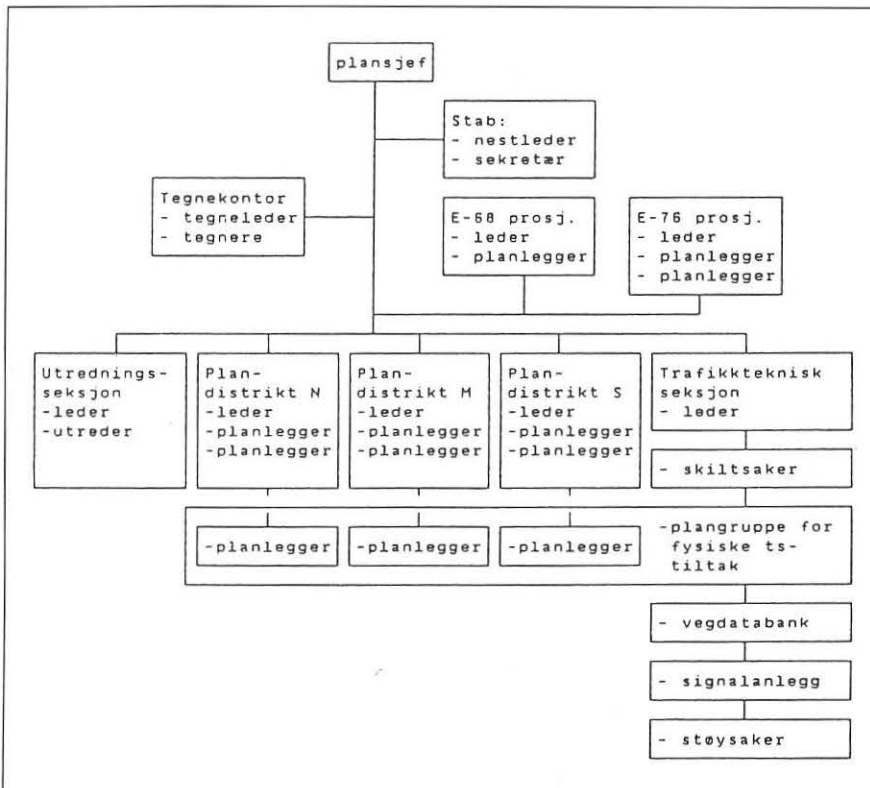 plansjef
Stab:
- nestleder
- sekretær
Tegnekontor
- tegneleder
- tegnere
E-68 prosj.
- leder
- planlegger
E-76 prosj.
- leder
- planlegger
- planlegger
Utrednings-
seksjon
-leder
-utreder
Plan-
distrikt N
-leder
-planlegger
-planlegger
Plan-
distrikt M
-leder
-planlegger
-planlegger
Plan-
distrikt S
-leder
-planlegger
-planlegger
Trafikkteknisk
seksjon
- leder
- skiltsaker
-planlegger
-planlegger
-planlegger
-plangruppe for
fysiske ts-
tiltak
- vegdatabank
- signalanlegg
- støysaker